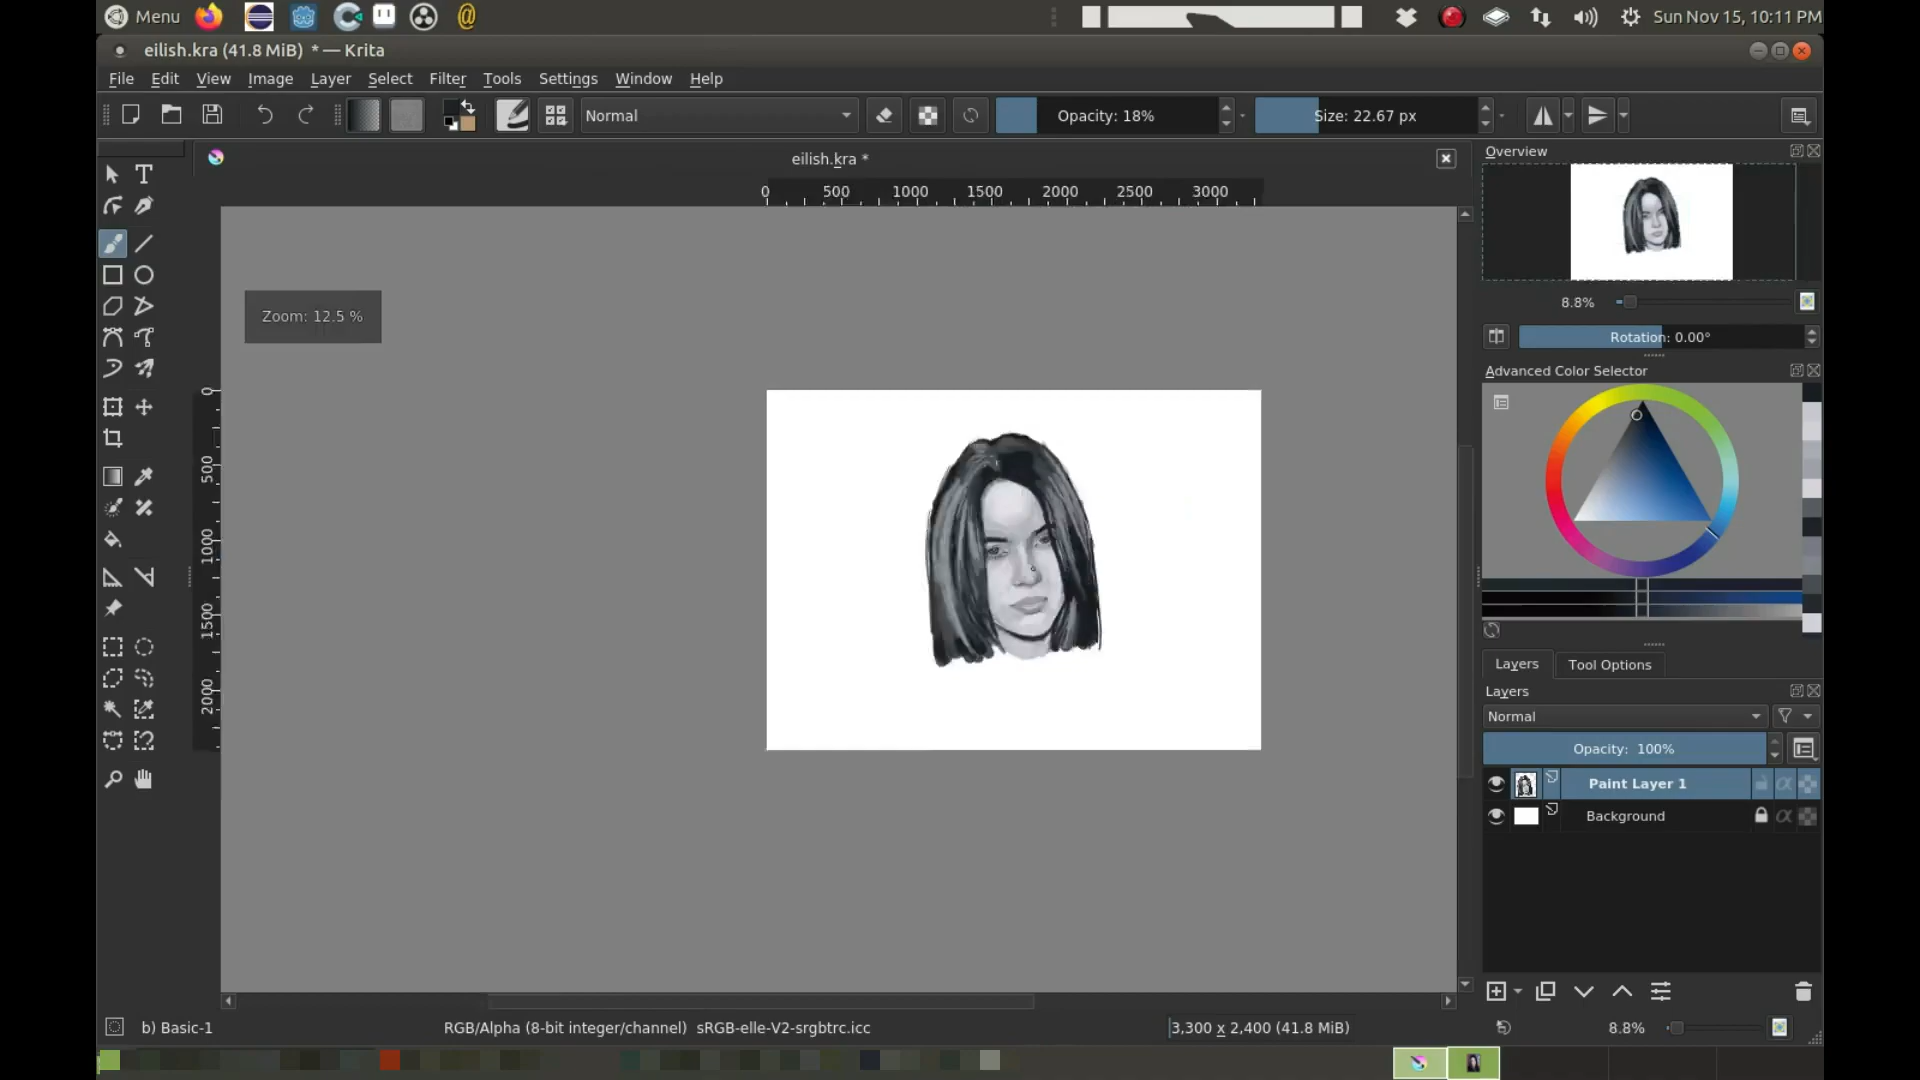 Menu
Sun Nov 15, 10:11 PM
eilish.kra (41.8 MiB) * — Krita
File Edit View Image Layer Select Filter Tools Settings Window Help
Normal
Opacity: 18%
Size: 22.67 px
eilish.kra *
Overview
0 500 1000 1500 2000 2500 3000
Zoom: 12.5 %
8.8%
Rotation: 0.00°
Advanced Color Selector
0
500
1000
1500
2000
Layers Tool Options
Layers
Normal
Opacity: 100%
Paint Layer 1
Background
b) Basic-1
RGB/Alpha (8-bit integer/channel) sRGB-elle-V2-srgbtrc.icc
3,300 x 2,400 (41.8 MiB)
8.8%